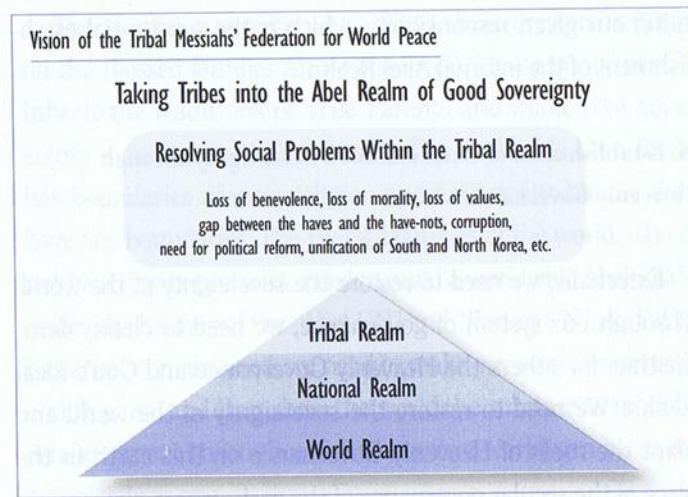 Vision of the Tribal Messiahs' Federation for World Peace
Taking Tribes into the Abel Realm of Good Sovereignty
Resolving Social Problems Within the Tribal Realm
Loss of benevolence, loss of morality, loss of values,
gap between the haves and the have-nots, corruption,
need for political reform, unification of South and North Korea, etc.
Tribal Realm
National Realm
World Realm